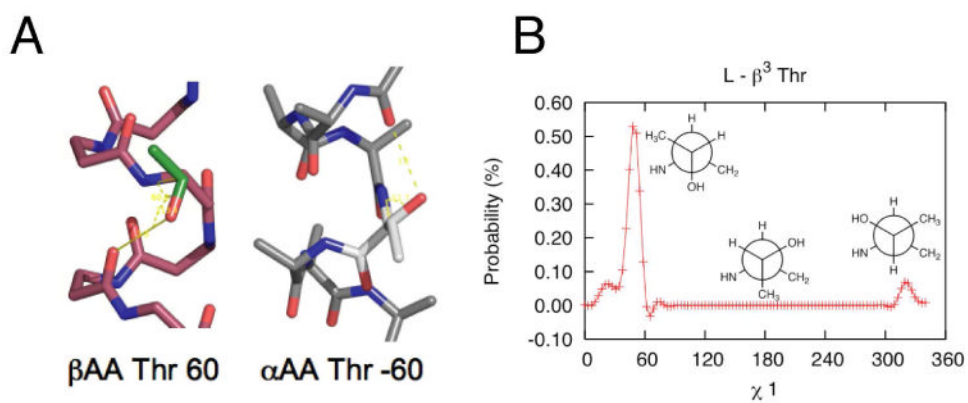 A
βAA Thr 60
αAA Thr -60
B
L - β³ Thr
Probability (%)
0.60
0.50
0.40
0.30
0.20
0.10
0.00
-0.10
0
60
120
180
240
300
360
χ 1
H
H₃C
H
HN
CH₂
OH
H
H
OH
HN
CH₂
CH₃
H
HO
CH₃
HN
CH₂
H